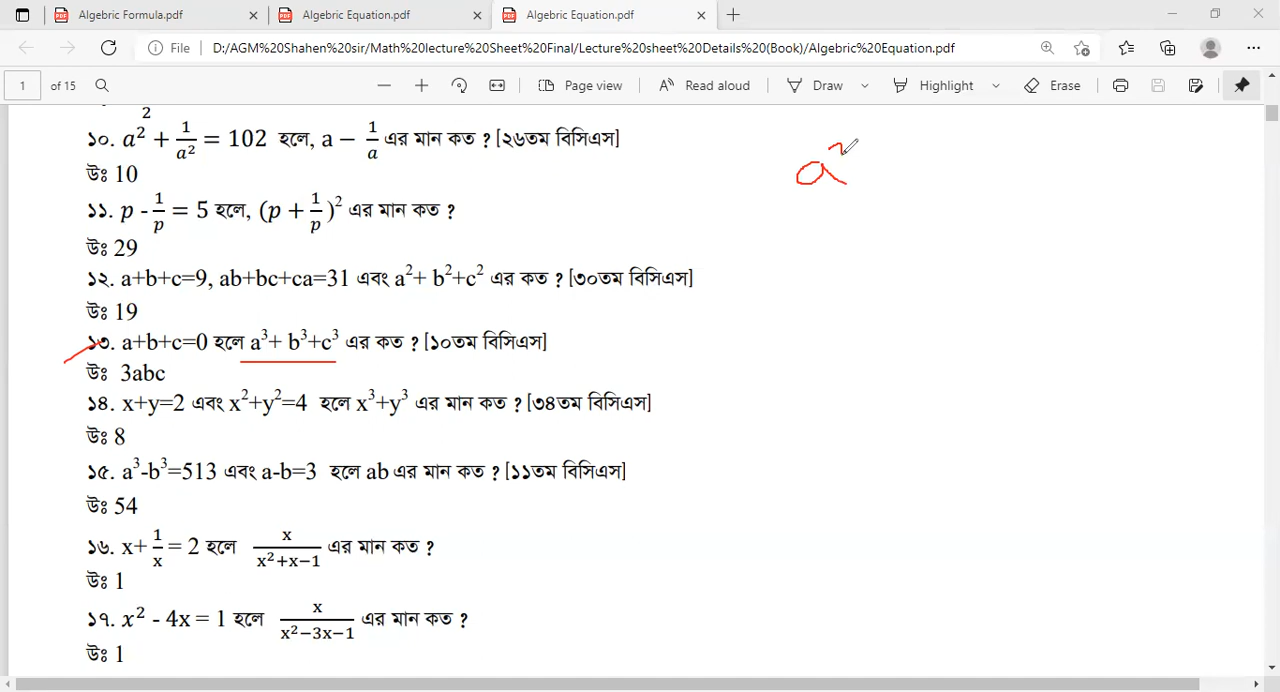 Algebric Formula.pdf
Algebric Equation.pdf
Algebric Equation.pdf
File D:/AGM%20Shahen%20sir/Math%20lecture%20Sheet%20Final/Lecture%20sheet%20Details%20(Book)/Algebric%20Equation.pdf
1 of 15 Page view Read aloud Draw Highlight Erase
2
১০. a² + 1/a² = 102 হলে, a − 1/a এর মান কত ? [২৬তম বিসিএস]
উঃ 10
১১. p - 1/p = 5 হলে, (p + 1/p)² এর মান কত ?
উঃ 29
১২. a+b+c=9, ab+bc+ca=31 এবং a²+ b²+c² এর কত ? [৩০তম বিসিএস]
উঃ 19
১৩. a+b+c=0 হলে a³+ b³+c³ এর কত ? [১০তম বিসিএস]
উঃ 3abc
১৪. x+y=2 এবং x²+y²=4 হলে x³+y³ এর মান কত ? [৩৪তম বিসিএস]
উঃ 8
১৫. a³-b³=513 এবং a-b=3 হলে ab এর মান কত ? [১১তম বিসিএস]
উঃ 54
১৬. x+ 1/x = 2 হলে x/(x²+x−1) এর মান কত ?
উঃ 1
১৭. x² - 4x = 1 হলে x/(x²−3x−1) এর মান কত ?
উঃ 1
a